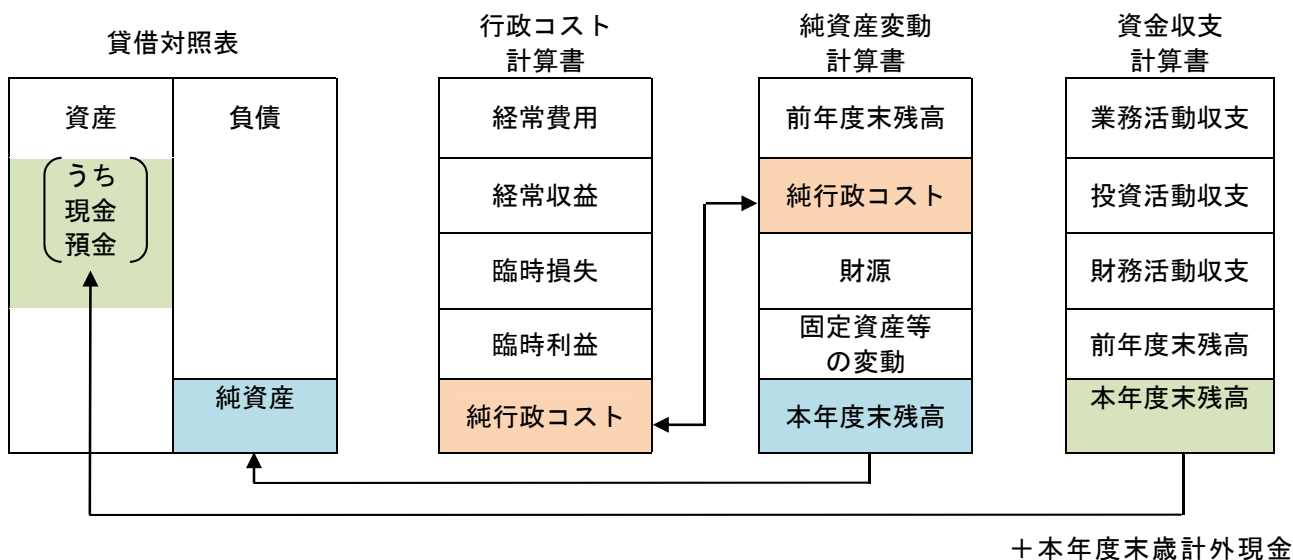 貸借対照表
資産
負債
うち
現金
預金
純資産
行政コスト
計算書
経常費用
経常収益
臨時損失
臨時利益
純行政コスト
純資産変動
計算書
前年度末残高
純行政コスト
財源
固定資産等
の変動
本年度末残高
資金収支
計算書
業務活動収支
投資活動収支
財務活動収支
前年度末残高
本年度末残高
＋本年度末歳計外現金